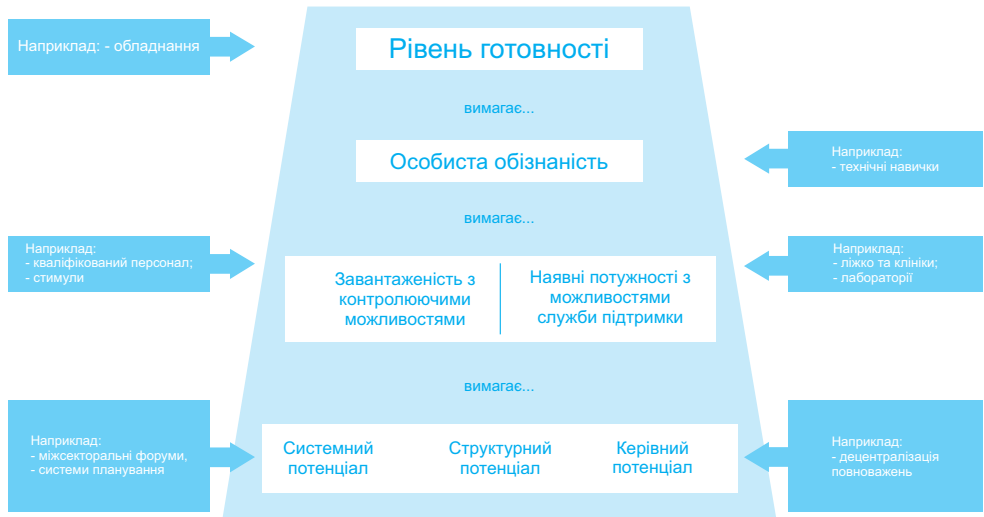 Наприклад: - обладнання
Рівень готовності
вимагає...
Особиста обізнаність
Наприклад:
- технічні навички
вимагає...
Наприклад:
- кваліфікований персонал;
- стимули
Завантаженість з
контролюючими
можливостями
Наявні потужності з
можливостями
служби підтримки
Наприклад:
- ліжко та клініки;
- лабораторії
вимагає...
Наприклад:
- міжсекторальні форуми,
- системи планування
Системний
потенціал
Структурний
потенціал
Керівний
потенціал
Наприклад:
- децентралізація
повноважень